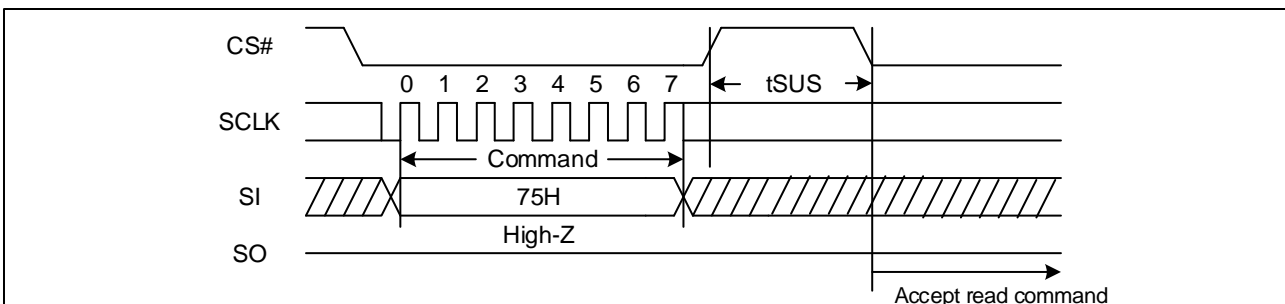 CS#
tSUS
0 1 2 3 4 5 6 7
SCLK
Command
SI
75H
High-Z
SO
Accept read command